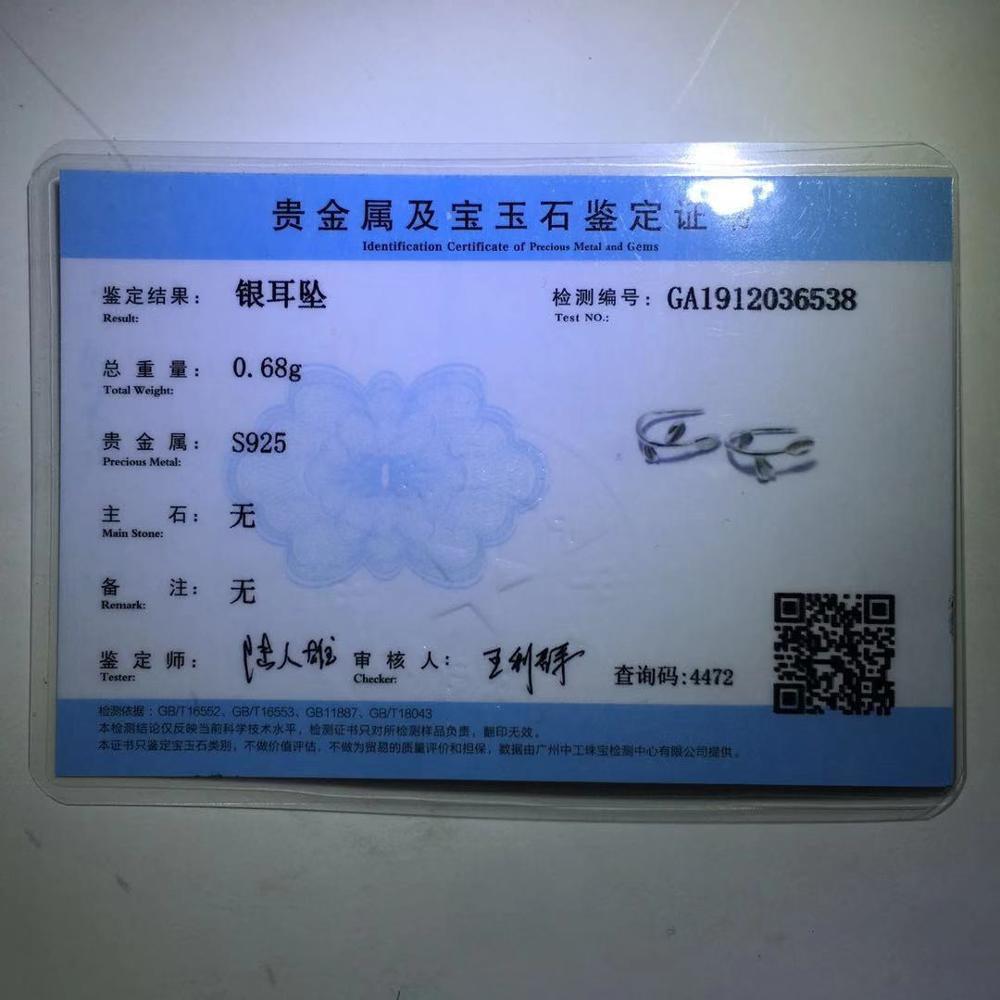 贵金属及宝玉石鉴定证书
Identification Certificate of Precious Metal and Gems
鉴定结果： 银耳坠 检测编号：GA1912036538
Result: Test NO.:
总重量： 0.68g
Total Weight:
贵金属： S925
Precious Metal:
主石： 无
Main Stone:
备注： 无
Remark:
鉴定师： 审核人： 查询码:4472
Tester: Checker:
检测依据：GB/T16552、GB/T16553、GB11887、GB/T18043
本检测结论仅反映当前科学技术水平，检测证书只对所检测样品负责，翻印无效。
本证书只鉴定宝玉石类别，不做价值评估，不做为贸易的质量评价和担保，数据由广州中工珠宝检测中心有限公司提供。